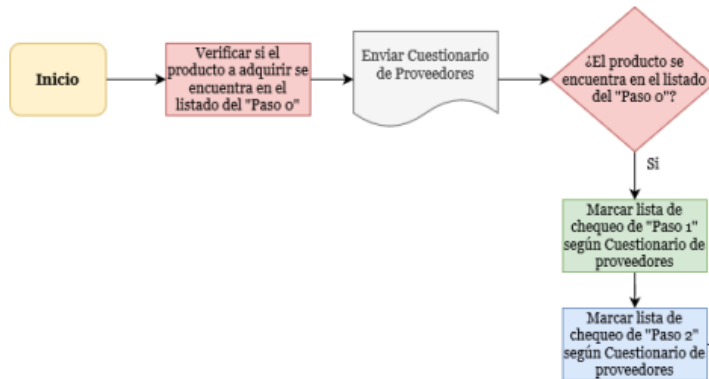 Inicio
Verificar si el
producto a adquirir se
encuentra en el
listado del "Paso 0"
Enviar Cuestionario
de Proveedores
¿El producto se
encuentra en el listado
del "Paso 0"?
Si
Marcar lista de
chequeo de "Paso 1"
según Cuestionario de
proveedores
Marcar lista de
chequeo de "Paso 2"
según Cuestionario de
proveedores